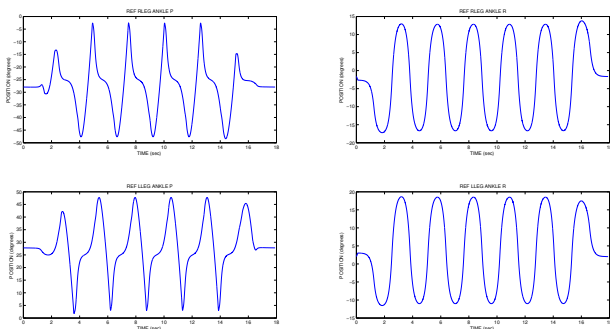 REF RLEG ANKLE P
POSITION (degrees)
0
-5
-10
-15
-20
-25
-30
-35
-40
-45
-50
0 2 4 6 8 10 12 14 16 18
TIME (sec)
REF RLEG ANKLE R
POSITION (degrees)
15
10
5
0
-5
-10
-15
-20
0 2 4 6 8 10 12 14 16 18
TIME (sec)
REF LLEG ANKLE P
POSITION (degrees)
50
45
40
35
30
25
20
15
10
5
0
0 2 4 6 8 10 12 14 16 18
TIME (sec)
REF LLEG ANKLE R
POSITION (degrees)
20
15
10
5
0
-5
-10
-15
0 2 4 6 8 10 12 14 16 18
TIME (sec)